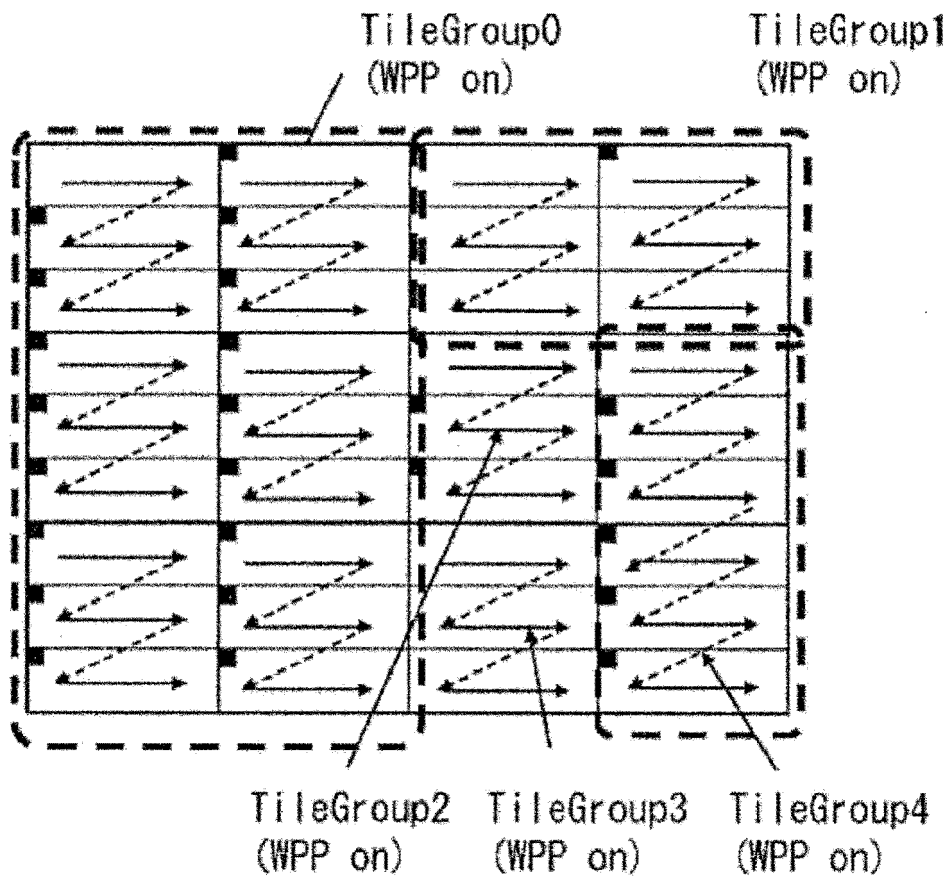 TileGroup0
(WPP on)
TileGroup1
(WPP on)
TileGroup2
(WPP on)
TileGroup3
(WPP on)
TileGroup4
(WPP on)